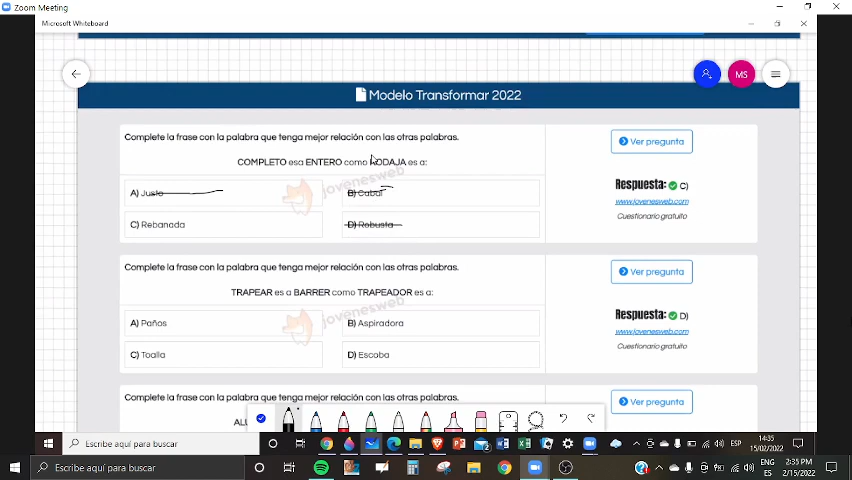 Zoom Meeting
Microsoft Whiteboard
MS
Modelo Transformar 2022
Complete la frase con la palabra que tenga mejor relación con las otras palabras.
COMPLETO esa ENTERO como RODAJA es a:
A) Justo
B) Cabal
C) Rebanada
D) Robusta
jovenesweb
Ver pregunta
Respuesta: C)
www.jovenesweb.com
Cuestionario gratuito
Complete la frase con la palabra que tenga mejor relación con las otras palabras.
TRAPEAR es a BARRER como TRAPEADOR es a:
A) Paños
B) Aspiradora
C) Toalla
D) Escoba
jovenesweb
Ver pregunta
Respuesta: D)
www.jovenesweb.com
Cuestionario gratuito
Complete la frase con la palabra que tenga mejor relación con las otras palabras.
Ver pregunta
Escribe aquí para buscar
ESP
14:35
15/02/2022
Escribe aquí para buscar
ENG
ES
2:35 PM
2/15/2022